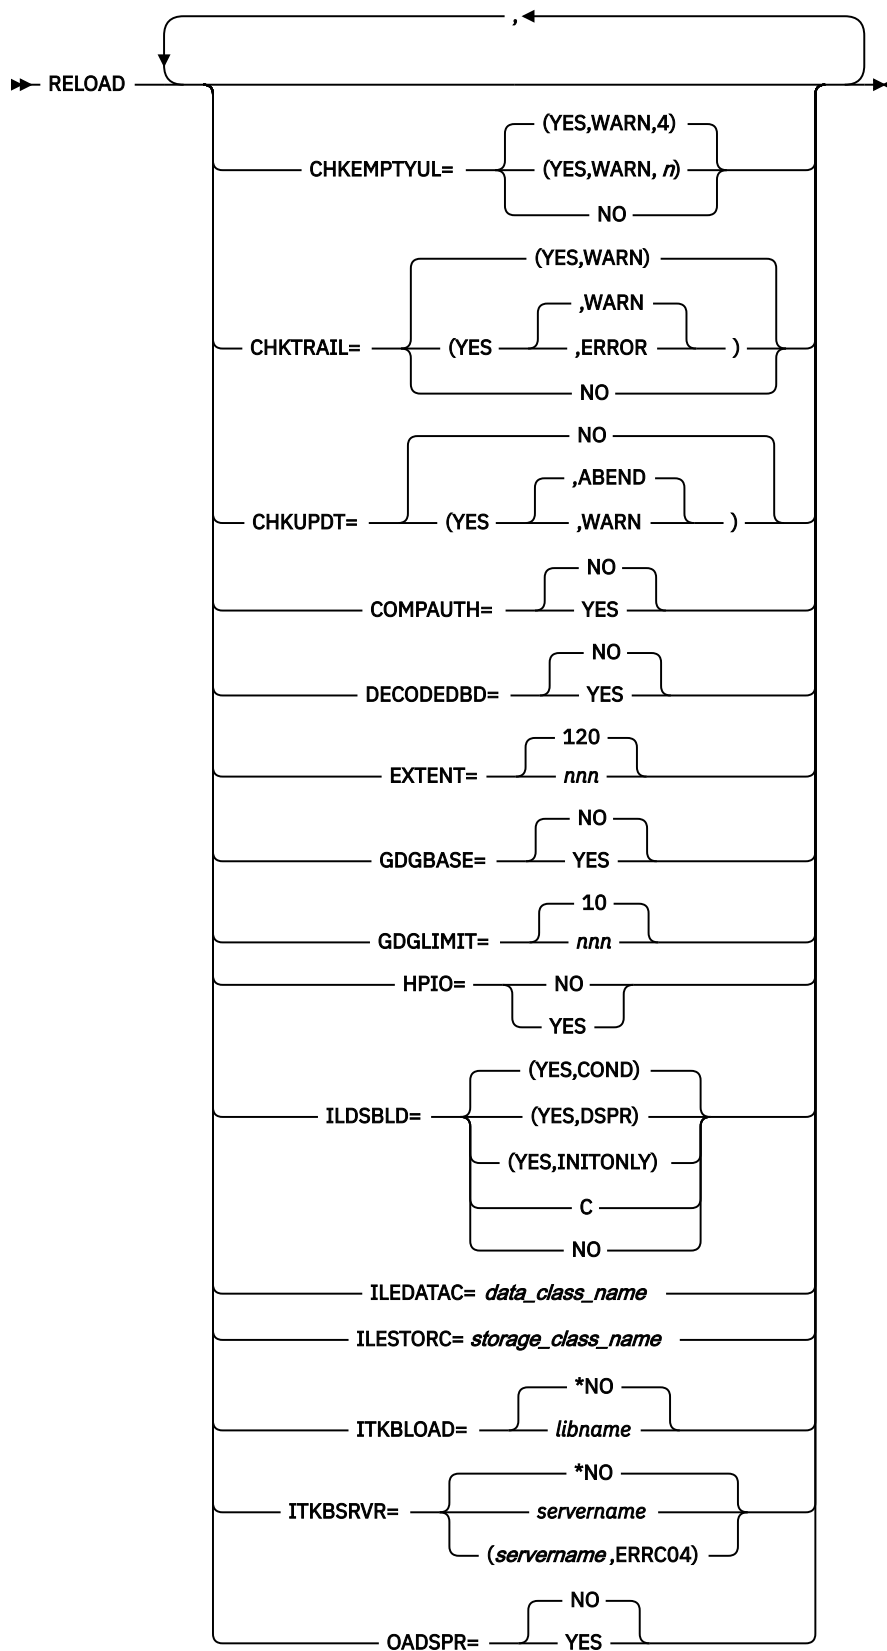 ,
RELOAD
(YES,WARN,4)
CHKEMPTYUL= (YES,WARN, n)
NO
(YES,WARN)
,WARN
CHKTRAIL= (YES ,ERROR )
NO
NO
,ABEND
CHKUPDT= (YES ,WARN )
NO
COMPAUTH= YES
NO
DECODEDBD= YES
120
EXTENT= nnn
NO
GDGBASE= YES
10
GDGLIMIT= nnn
HPIO= NO
YES
(YES,COND)
ILDSBLD= (YES,DSPR)
(YES,INITONLY)
C
NO
ILEDATAC= data_class_name
ILESTORC= storage_class_name
*NO
ITKBLOAD= libname
*NO
ITKBSRVR= servername
(servername ,ERRC04)
NO
OADSPR= YES